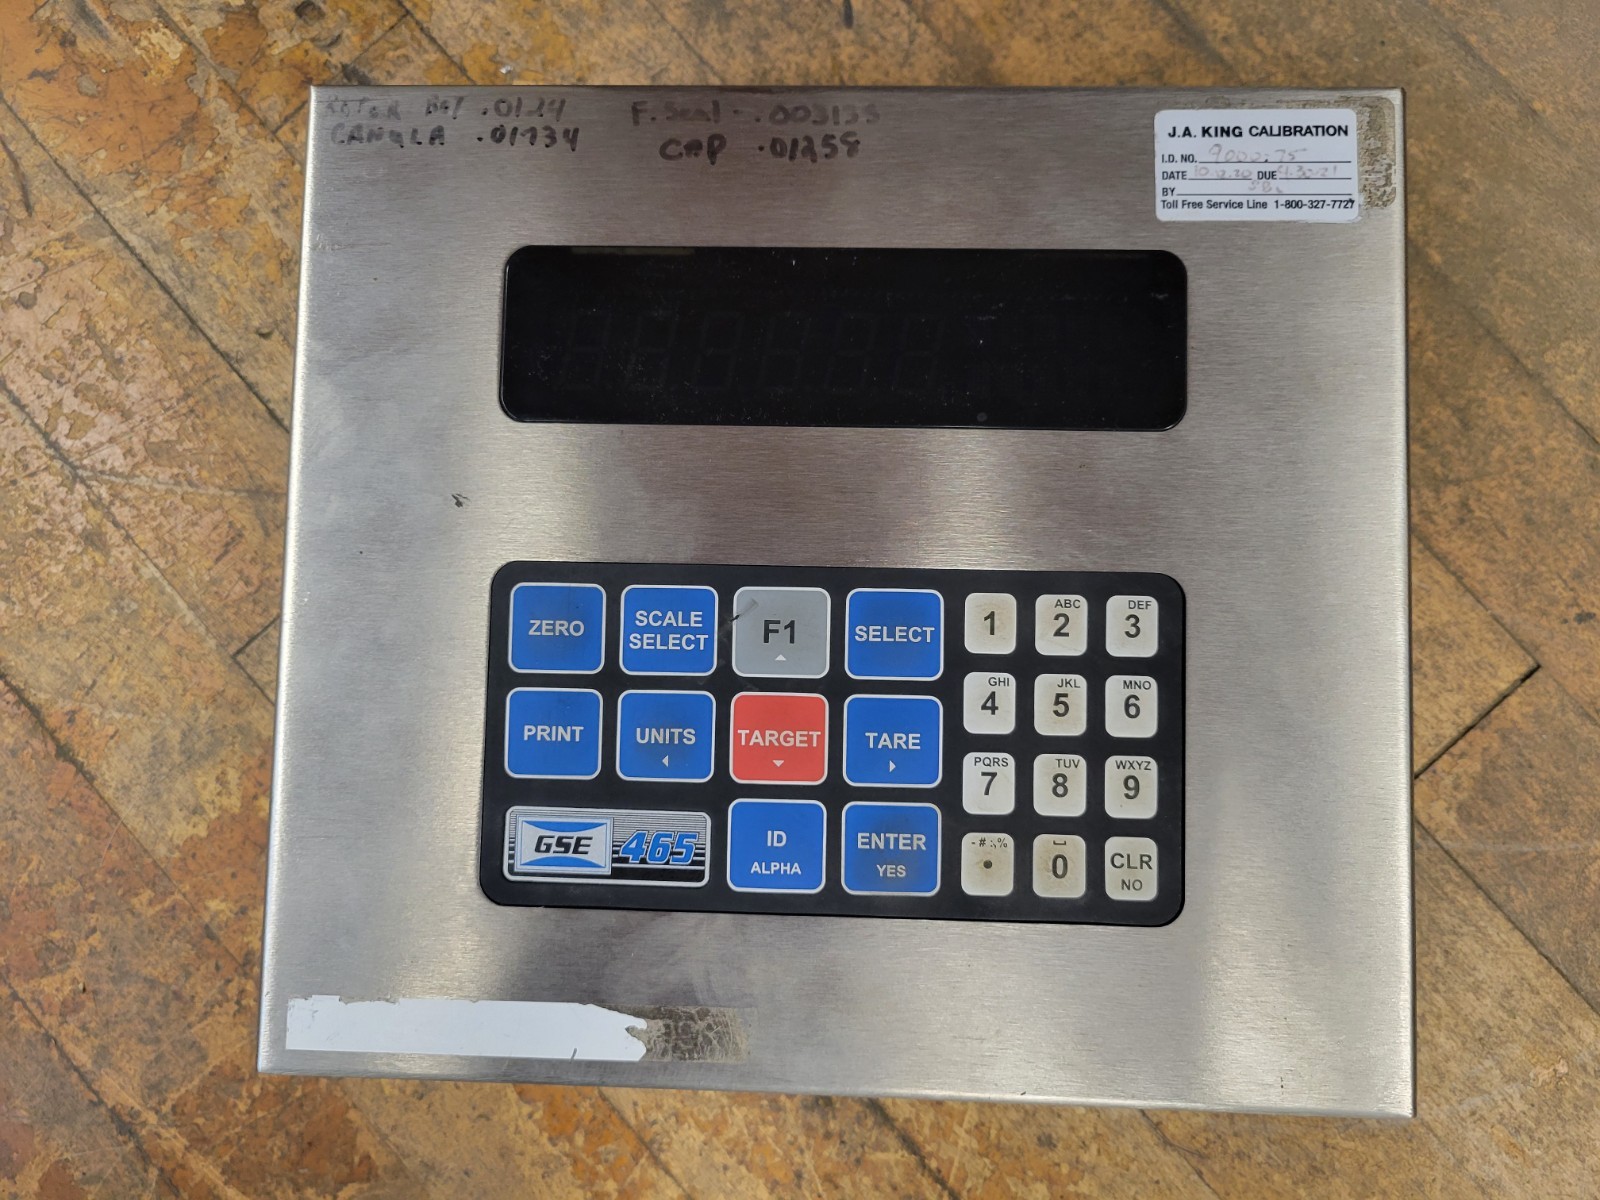 .0124 F. Seal - .003135
CANULA .01734 CAP .01258
J.A. KING CALIBRATION
I.D. NO.
DATE DUE
BY
Toll Free Service Line 1-800-327-7727
ZERO
SCALE SELECT
F1
SELECT
1
ABC 2
DEF 3
PRINT
UNITS
TARGET
TARE
GHI 4
JKL 5
MNO 6
PQRS 7
TUV 8
WXYZ 9
GSE 465
ID ALPHA
ENTER YES
- # : , % .
0
CLR NO